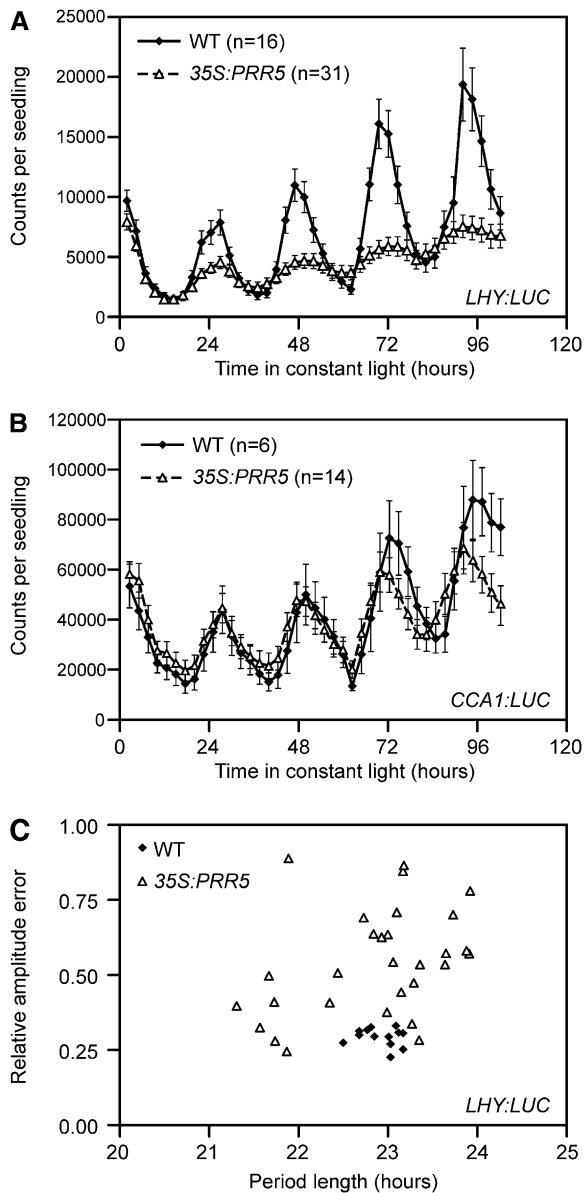 A
25000
20000
15000
10000
5000
0
Counts per seedling
WT (n=16)
35S:PRR5 (n=31)
LHY:LUC
0 24 48 72 96 120
Time in constant light (hours)
B
120000
100000
80000
60000
40000
20000
0
Counts per seedling
WT (n=6)
35S:PRR5 (n=14)
CCA1:LUC
0 24 48 72 96 120
Time in constant light (hours)
C
1.00
0.75
0.50
0.25
0.00
Relative amplitude error
WT
35S:PRR5
LHY:LUC
20 21 22 23 24 25
Period length (hours)